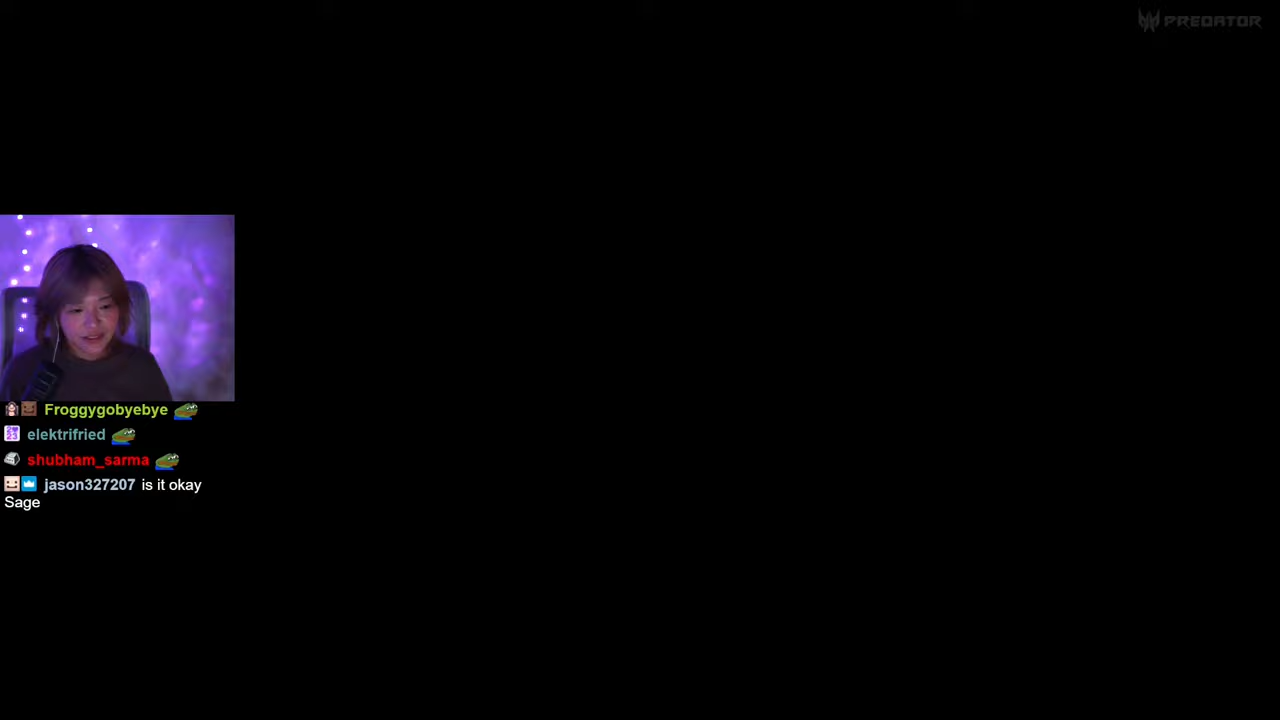 PREDATOR
Froggygobyebye
elektrifried
shubham_sarma
jason327207 is it okay
Sage